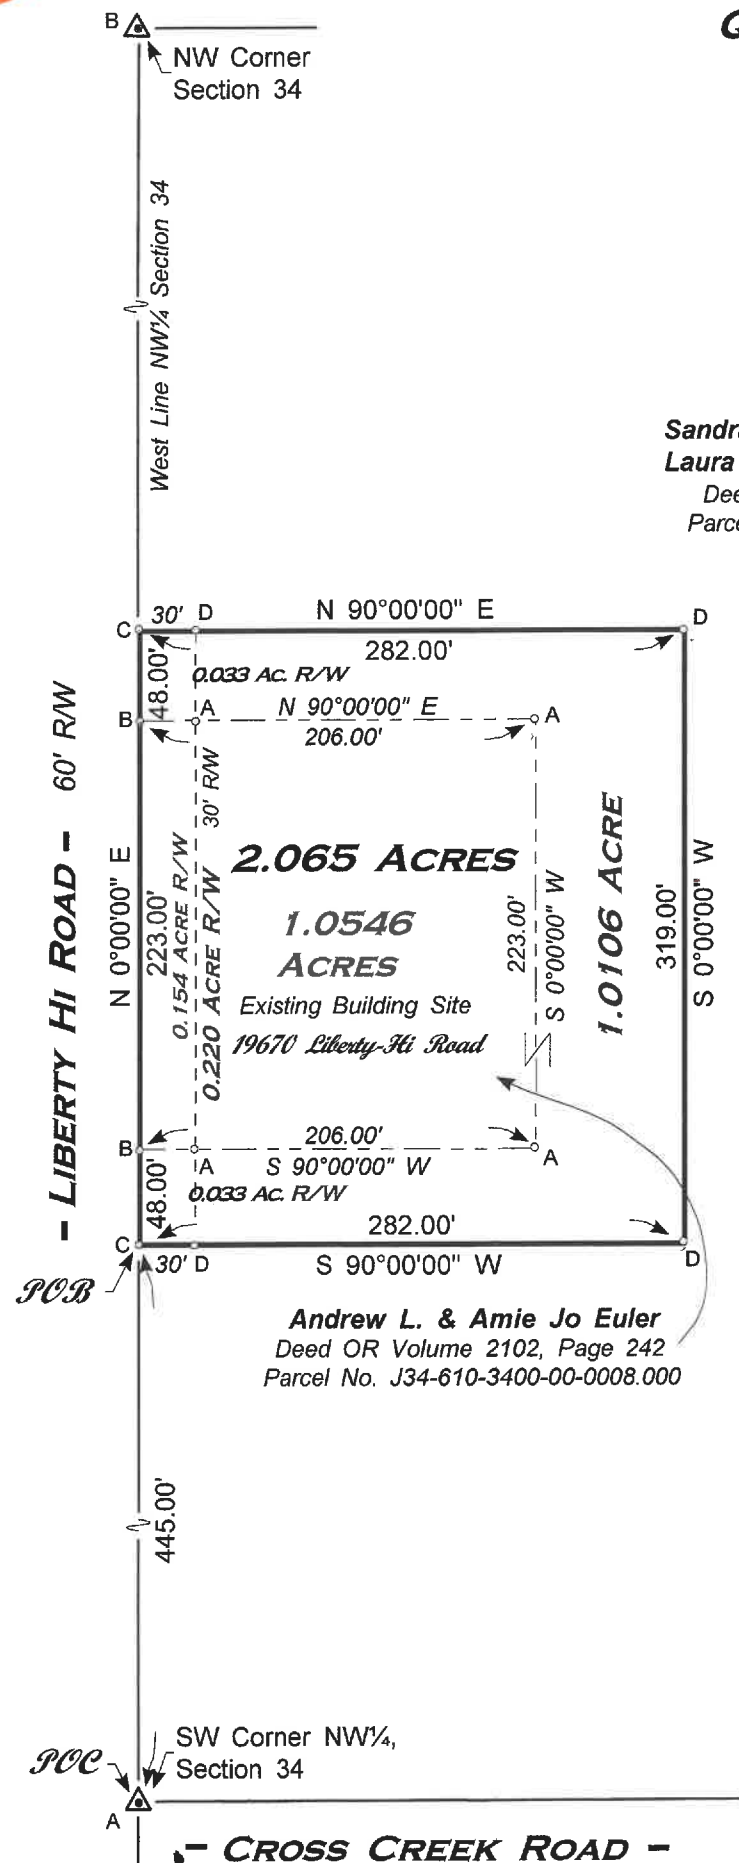 B
NW Corner
Section 34
West Line NW¼ Section 34
Sandra
Laura
Dee
Parce
C 30' D N 90°00'00" E D
282.00'
48.00'
0.033 AC. R/W
B A N 90°00'00" E A
206.00'
- LIBERTY HI ROAD - 60' R/W
N 0°00'00" E
223.00'
0.154 ACRE R/W
30' R/W
0.220 ACRE R/W
2.065 ACRES
1.0546
ACRES
Existing Building Site
19670 Liberty-Hi Road
223.00'
S 0°00'00" W
1.0106 ACRE
319.00'
S 0°00'00" W
206.00'
B A S 90°00'00" W A
48.00'
0.033 AC. R/W
282.00'
C 30' D S 90°00'00" W D
POB
Andrew L. & Amie Jo Euler
Deed OR Volume 2102, Page 242
Parcel No. J34-610-3400-00-0008.000
445.00'
SW Corner NW¼,
Section 34
POC
A
- CROSS CREEK ROAD -